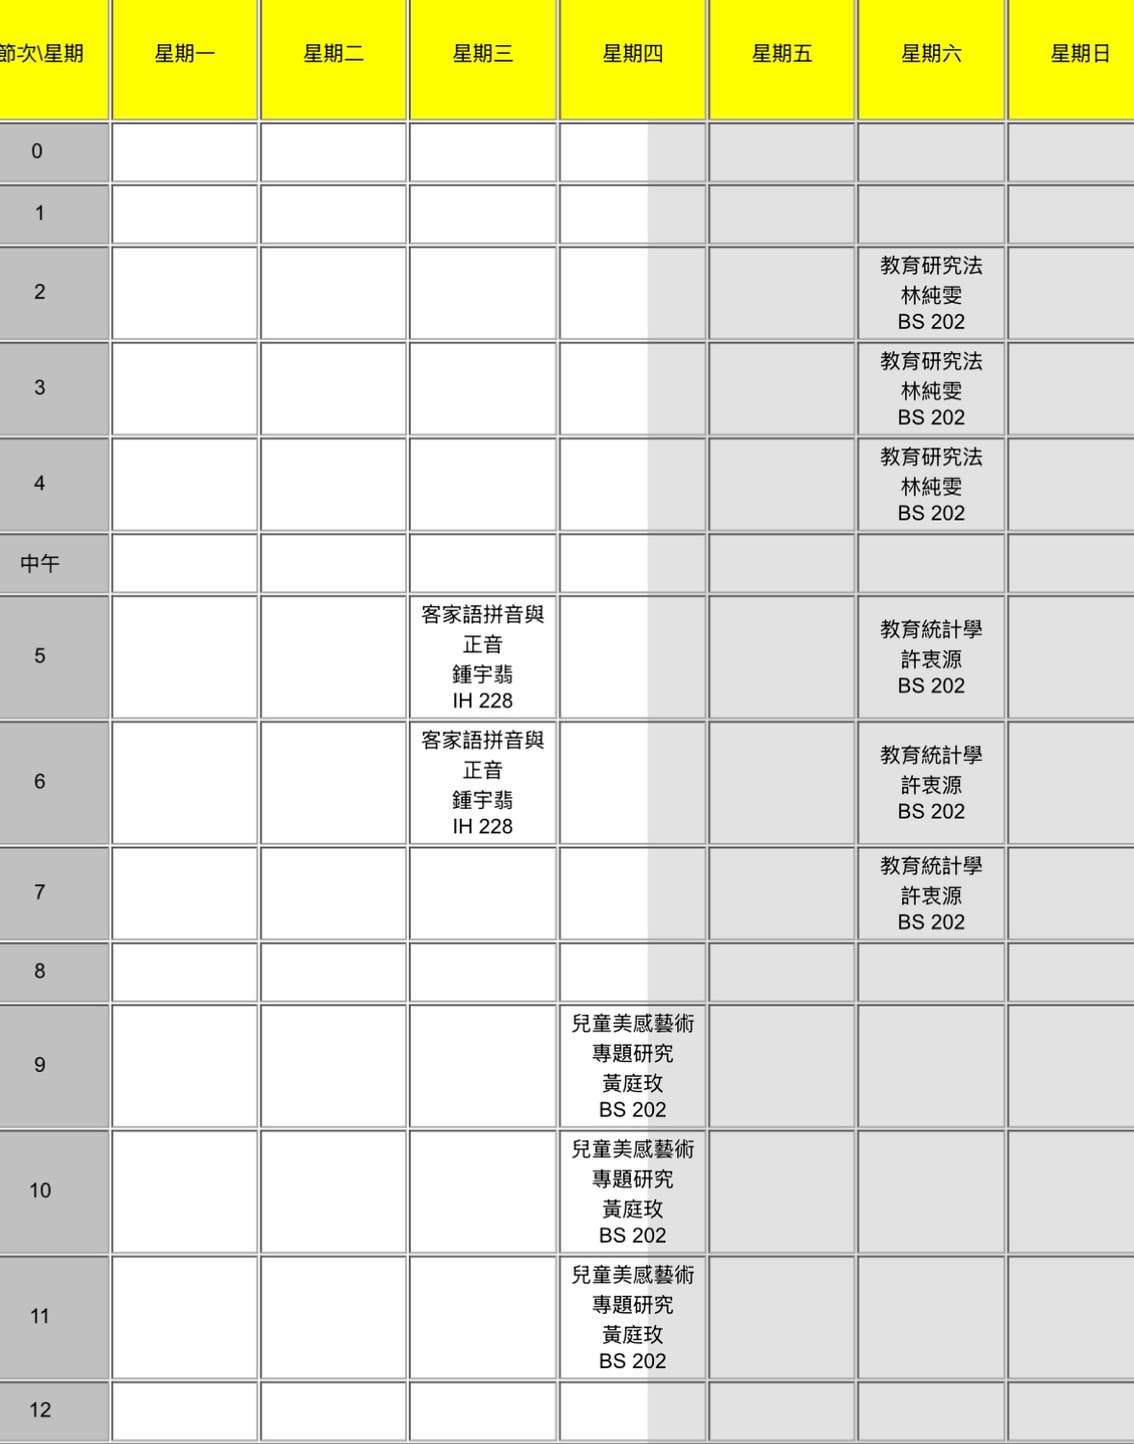 節次\星期 星期一 星期二 星期三 星期四 星期五 星期六 星期日
0
1
2
教育研究法
林純雯
BS 202
3
教育研究法
林純雯
BS 202
4
教育研究法
林純雯
BS 202
中午
5
客家語拼音與
正音
鍾宇翡
IH 228
教育統計學
許衷源
BS 202
6
客家語拼音與
正音
鍾宇翡
IH 228
教育統計學
許衷源
BS 202
7
教育統計學
許衷源
BS 202
8
9
兒童美感藝術
專題研究
黃庭玫
BS 202
10
兒童美感藝術
專題研究
黃庭玫
BS 202
11
兒童美感藝術
專題研究
黃庭玫
BS 202
12